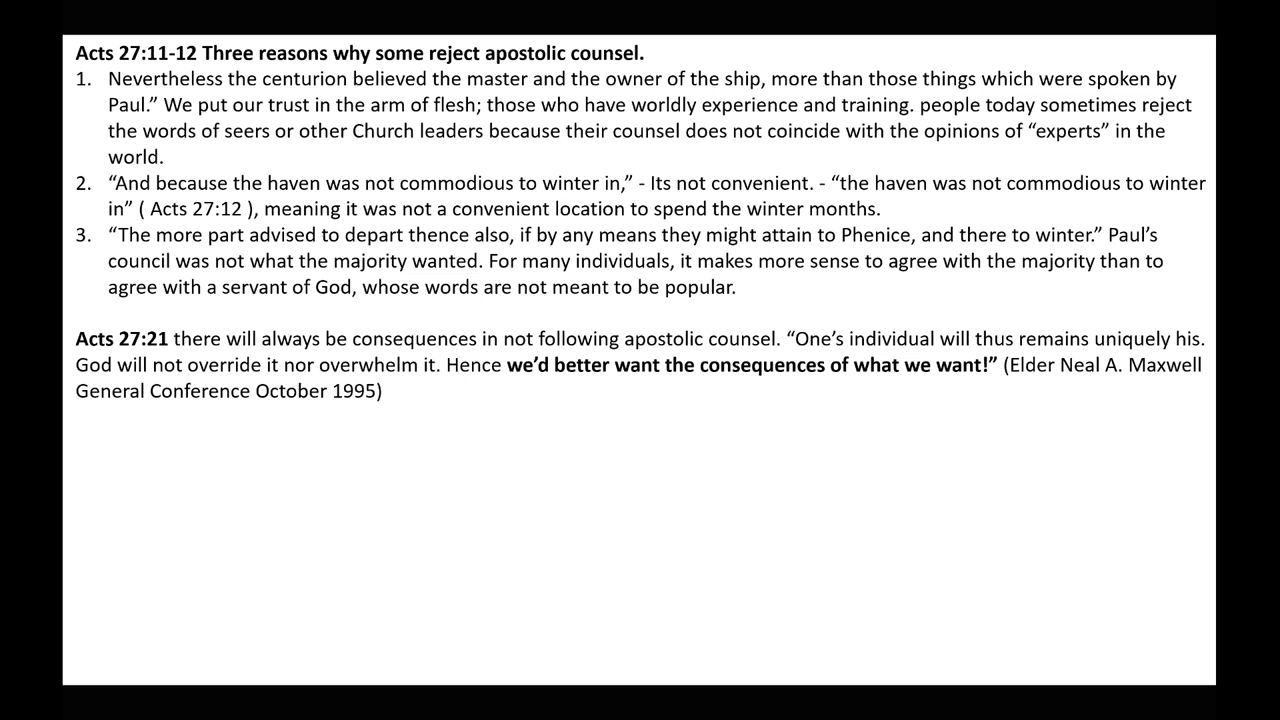 Acts 27:11-12 Three reasons why some reject apostolic counsel.
1. Nevertheless the centurion believed the master and the owner of the ship, more than those things which were spoken by
Paul.” We put our trust in the arm of flesh; those who have worldly experience and training. people today sometimes reject
the words of seers or other Church leaders because their counsel does not coincide with the opinions of “experts” in the
world.
2. “And because the haven was not commodious to winter in,” - Its not convenient. - “the haven was not commodious to winter
in” ( Acts 27:12 ), meaning it was not a convenient location to spend the winter months.
3. “The more part advised to depart thence also, if by any means they might attain to Phenice, and there to winter.” Paul’s
council was not what the majority wanted. For many individuals, it makes more sense to agree with the majority than to
agree with a servant of God, whose words are not meant to be popular.
Acts 27:21 there will always be consequences in not following apostolic counsel. “One’s individual will thus remains uniquely his.
God will not override it nor overwhelm it. Hence we’d better want the consequences of what we want!” (Elder Neal A. Maxwell
General Conference October 1995)